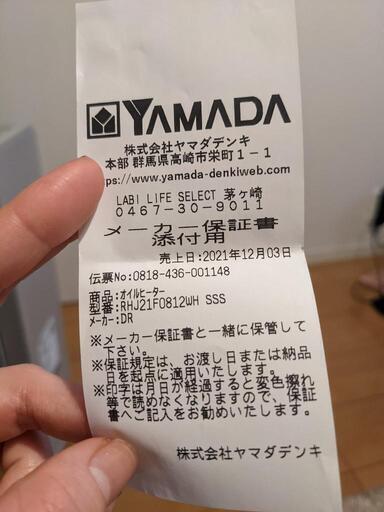 YAMADA
株式会社ヤマダデンキ
本部 群馬県高崎市栄町1-1
ps://www.yamada-denkiweb.com
LABI LIFE SELECT 茅ヶ崎
0467-30-9011
メーカー保証書
添付用
売上日:2021年12月03日
伝票No:0818-436-001148
商品:オイルヒーター
型番:RHJ21F0812WH SSS
メーカー:DR
※メーカー保証書と一緒に保管して
下さい。
※保証規定は、お渡し日または納品
日を起点に適用いたします。
※印字は月日が経過すると変色擦れ
等で読めなくなりますので、保証
書へご記入をお勧めいたします。
株式会社ヤマダデンキ